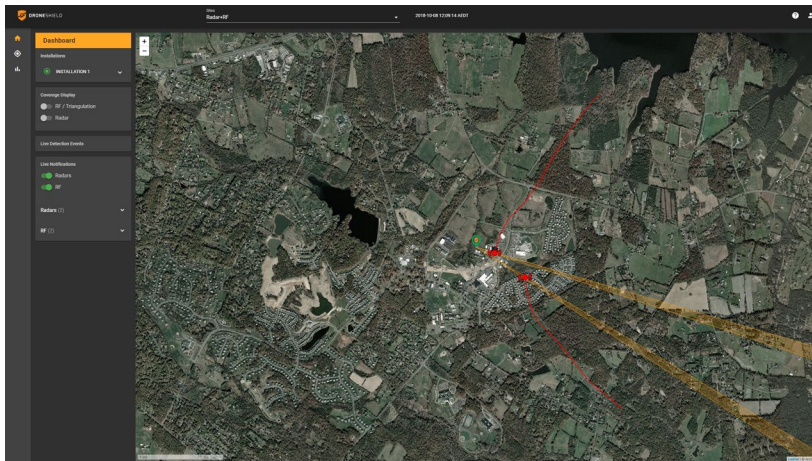 DRONESHIELD
Sites
Radar+RF
2018-10-08 12:09:14 AEDT
Dashboard
Installations
INSTALLATION 1
Coverage Display
RF / Triangulation
Radar
Live Detection Events
Live Notifications
Radars
RF
Radars (2)
RF (2)
+
−